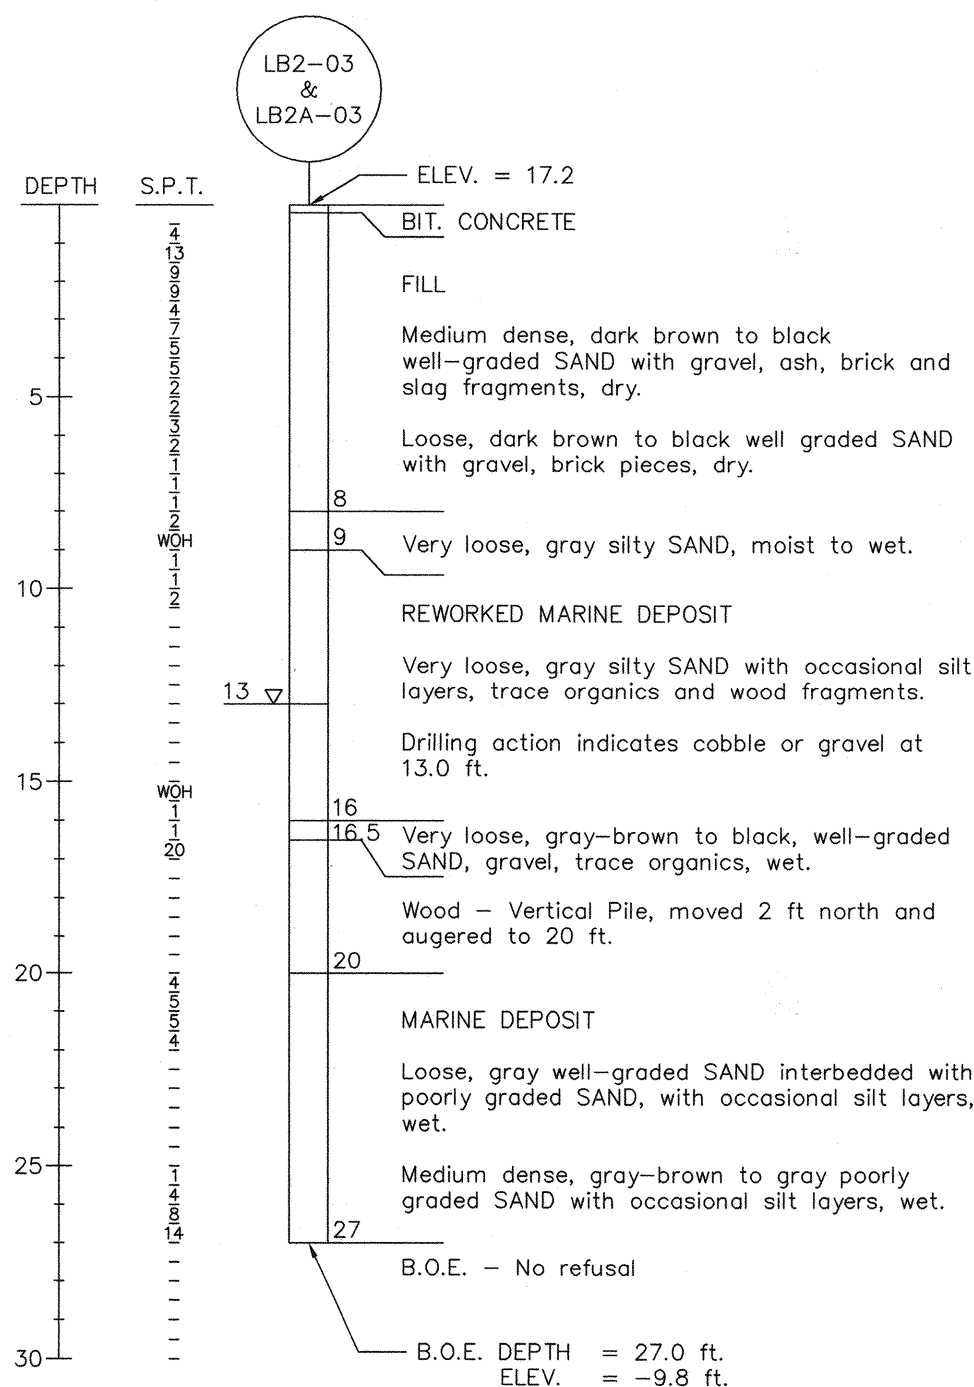 LB2-03
&
LB2A-03
DEPTH
S.P.T.
ELEV. = 17.2
BIT. CONCRETE
4
13
9
9
4
7
5
5
2
2
3
2
1
1
1
2
WOH
1
1
2
5
10
FILL
Medium dense, dark brown to black
well-graded SAND with gravel, ash, brick and
slag fragments, dry.
Loose, dark brown to black well graded SAND
with gravel, brick pieces, dry.
8
9
Very loose, gray silty SAND, moist to wet.
REWORKED MARINE DEPOSIT
Very loose, gray silty SAND with occasional silt
layers, trace organics and wood fragments.
13
Drilling action indicates cobble or gravel at
13.0 ft.
15
WOH
1
1
20
16
16.5
Very loose, gray-brown to black, well-graded
SAND, gravel, trace organics, wet.
Wood - Vertical Pile, moved 2 ft north and
augered to 20 ft.
20
20
4
5
5
4
MARINE DEPOSIT
Loose, gray well-graded SAND interbedded with
poorly graded SAND, with occasional silt layers,
wet.
25
1
4
8
14
Medium dense, gray-brown to gray poorly
graded SAND with occasional silt layers, wet.
27
B.O.E. - No refusal
30
B.O.E. DEPTH = 27.0 ft.
ELEV. = -9.8 ft.